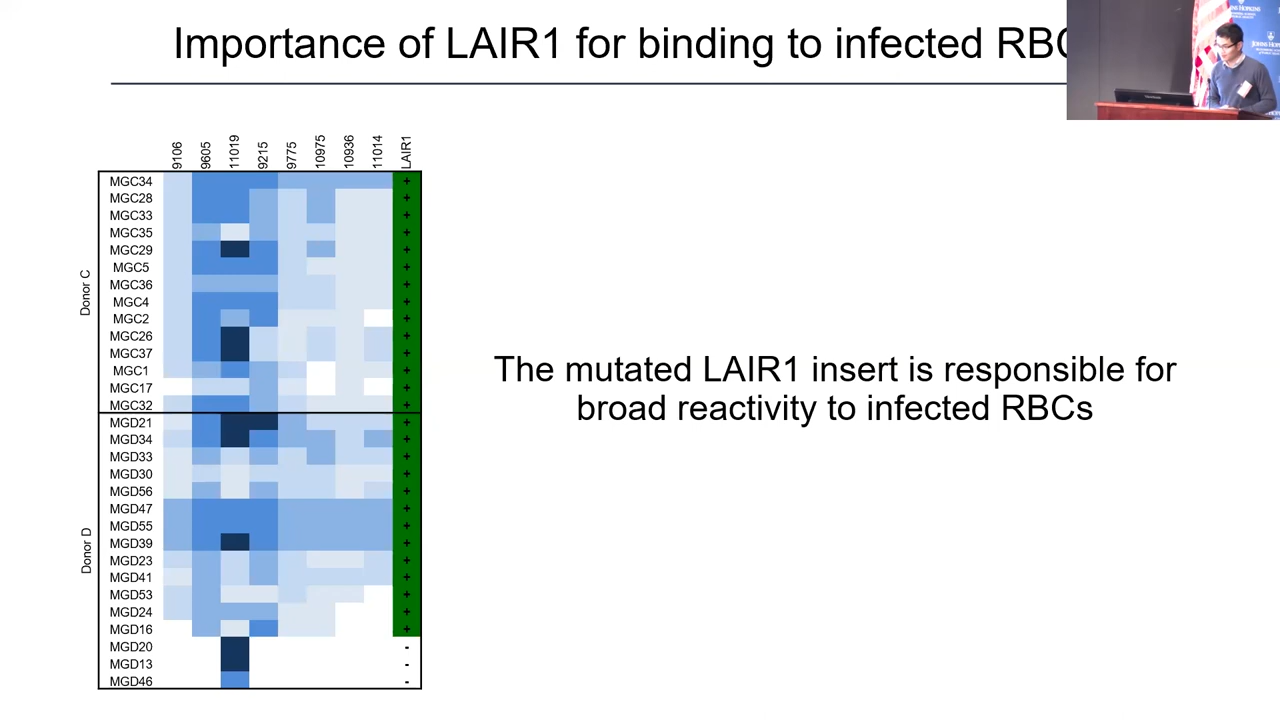 Importance of LAIR1 for binding to infected RBC
JOHNS HOPKINS
9106 9605 11019 9215 9775 10975 10936 11014 LAIR1
Donor C
MGC34 +
MGC28 +
MGC33 +
MGC35 +
MGC29 +
MGC5 +
MGC36 +
MGC4 +
MGC2 +
MGC26 +
MGC37 +
MGC1 +
MGC17 +
MGC32 +
Donor D
MGD21 +
MGD34 +
MGD33 +
MGD30 +
MGD56 +
MGD47 +
MGD55 +
MGD39 +
MGD23 +
MGD41 +
MGD53 +
MGD24 +
MGD16 +
MGD20 -
MGD13 -
MGD46 -
The mutated LAIR1 insert is responsible for
broad reactivity to infected RBCs